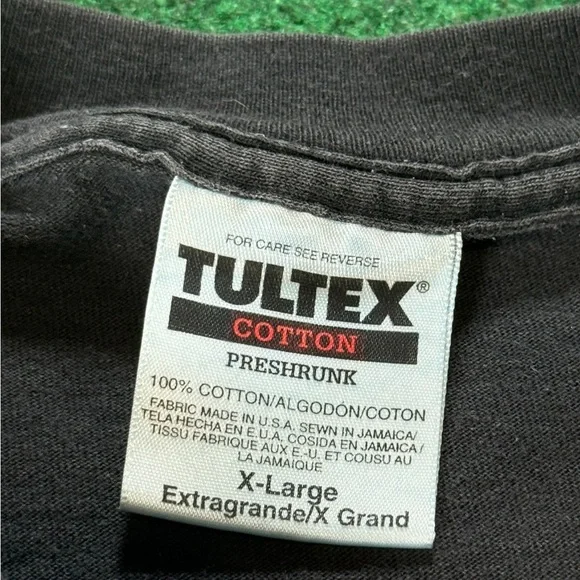 FOR CARE SEE REVERSE
TULTEX®
COTTON
PRESHRUNK
100% COTTON/ALGODÓN/COTON
FABRIC MADE IN U.S.A. SEWN IN JAMAICA/
TELA HECHA EN E.U.A. COSIDA EN JAMAICA/
TISSU FABRIQUE AUX E.-U. ET COUSU AU
LA JAMAIQUE
X-Large
Extragrande/X Grand